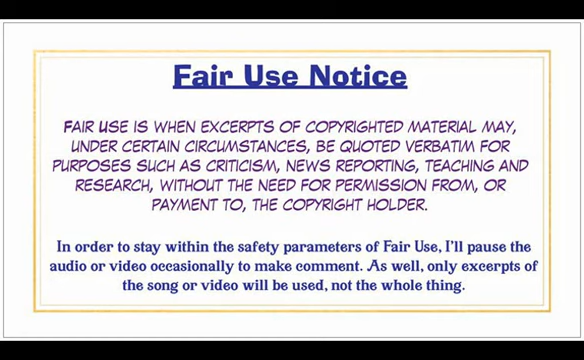 Fair Use Notice
FAIR USE IS WHEN EXCERPTS OF COPYRIGHTED MATERIAL MAY,
UNDER CERTAIN CIRCUMSTANCES, BE QUOTED VERBATIM FOR
PURPOSES SUCH AS CRITICISM, NEWS REPORTING, TEACHING AND
RESEARCH, WITHOUT THE NEED FOR PERMISSION FROM, OR
PAYMENT TO, THE COPYRIGHT HOLDER.
In order to stay within the safety parameters of Fair Use, I'll pause the
audio or video occasionally to make comment. As well, only excerpts of
the song or video will be used, not the whole thing.